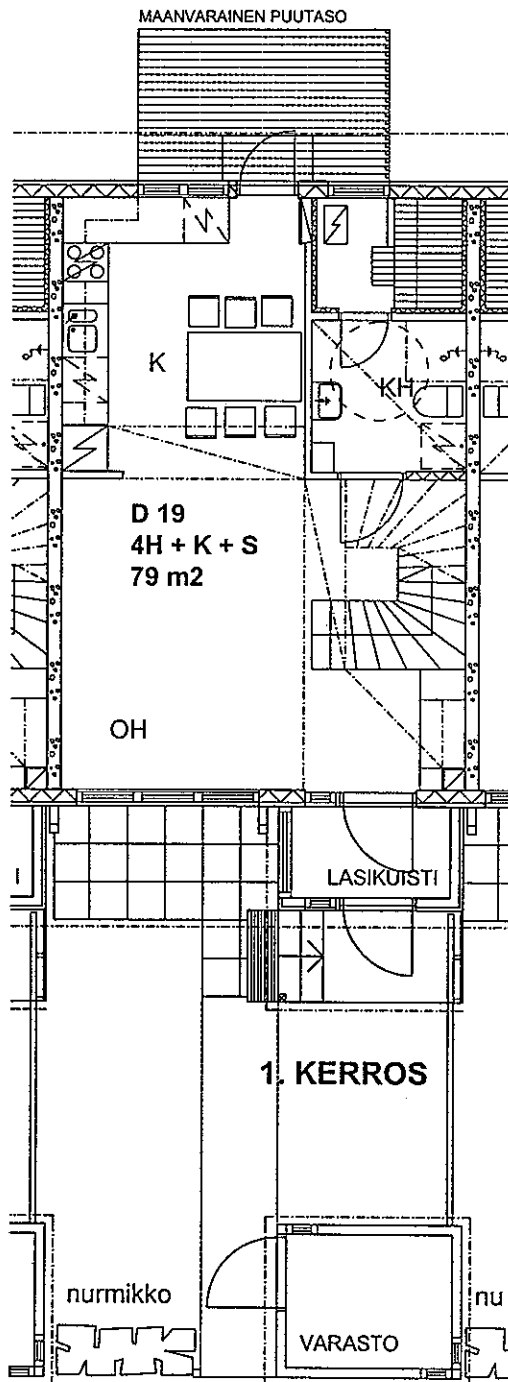 MAANVARAINEN PUUTASO
K
KH
D 19
4H + K + S
79 m2
OH
I
LASIKUISTI
1. KERROS
nurmikko
nu
VARASTO